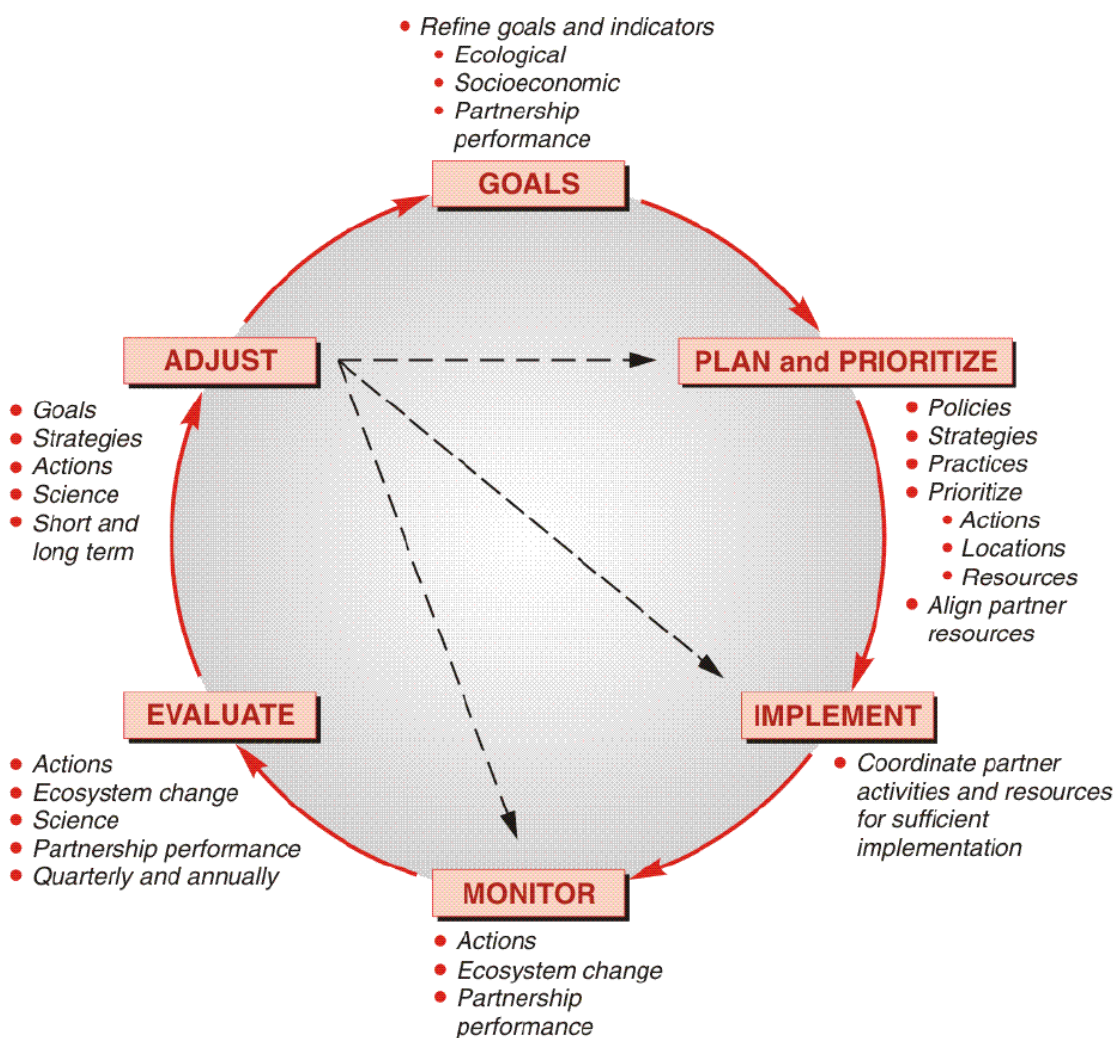 • Refine goals and indicators
• Ecological
• Socioeconomic
• Partnership
performance
GOALS
ADJUST
• Goals
• Strategies
• Actions
• Science
• Short and
long term
PLAN and PRIORITIZE
• Policies
• Strategies
• Practices
• Prioritize
• Actions
• Locations
• Resources
• Align partner
resources
EVALUATE
• Actions
• Ecosystem change
• Science
• Partnership performance
• Quarterly and annually
IMPLEMENT
• Coordinate partner
activities and resources
for sufficient
implementation
MONITOR
• Actions
• Ecosystem change
• Partnership
performance